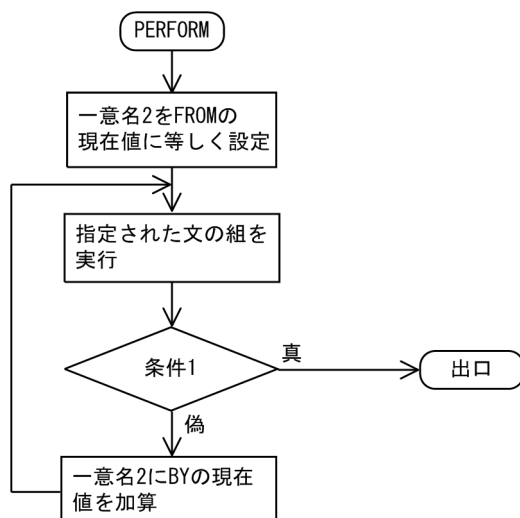 PERFORM
一意名2をFROMの
現在値に等しく設定
指定された文の組を
実行
条件1
真
出口
偽
一意名2にBYの現在
値を加算